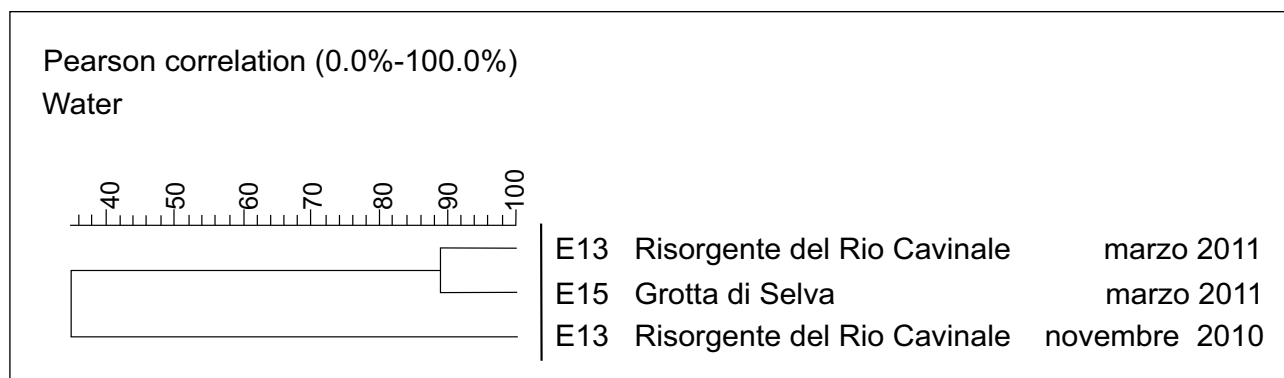 Pearson correlation (0.0%-100.0%)
Water
40 50 60 70 80 90 100
E13 Risorgente del Rio Cavinale marzo 2011
E15 Grotta di Selva marzo 2011
E13 Risorgente del Rio Cavinale novembre 2010